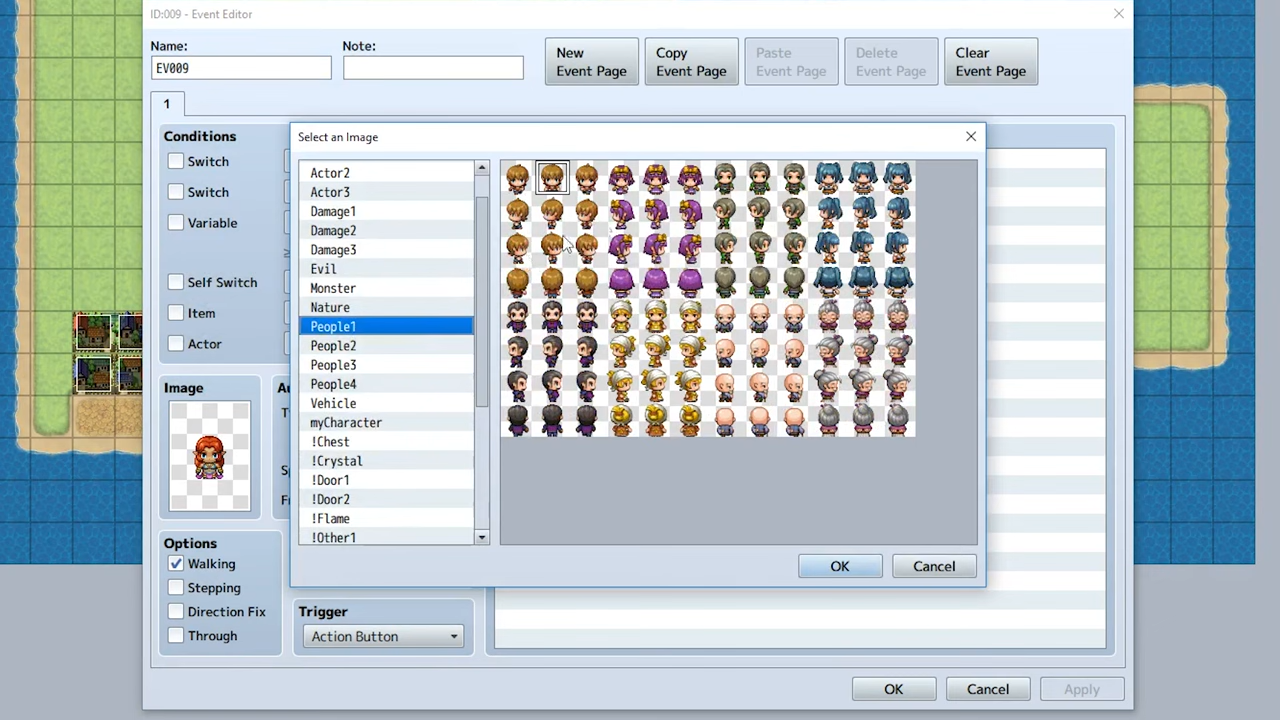 ID:009 - Event Editor
Name:
Note:
EV009
New
Event Page
Copy
Event Page
Paste
Event Page
Delete
Event Page
Clear
Event Page
1
Conditions
Switch
Switch
Variable
≥
Self Switch
Item
Actor
Image
Au
T
Sp
Fr
Options
Walking
Stepping
Direction Fix
Through
Select an Image
Actor2
Actor3
Damage1
Damage2
Damage3
Evil
Monster
Nature
People1
People2
People3
People4
Vehicle
myCharacter
!Chest
!Crystal
!Door1
!Door2
!Flame
!Other1
OK
Cancel
Trigger
Action Button
OK
Cancel
Apply